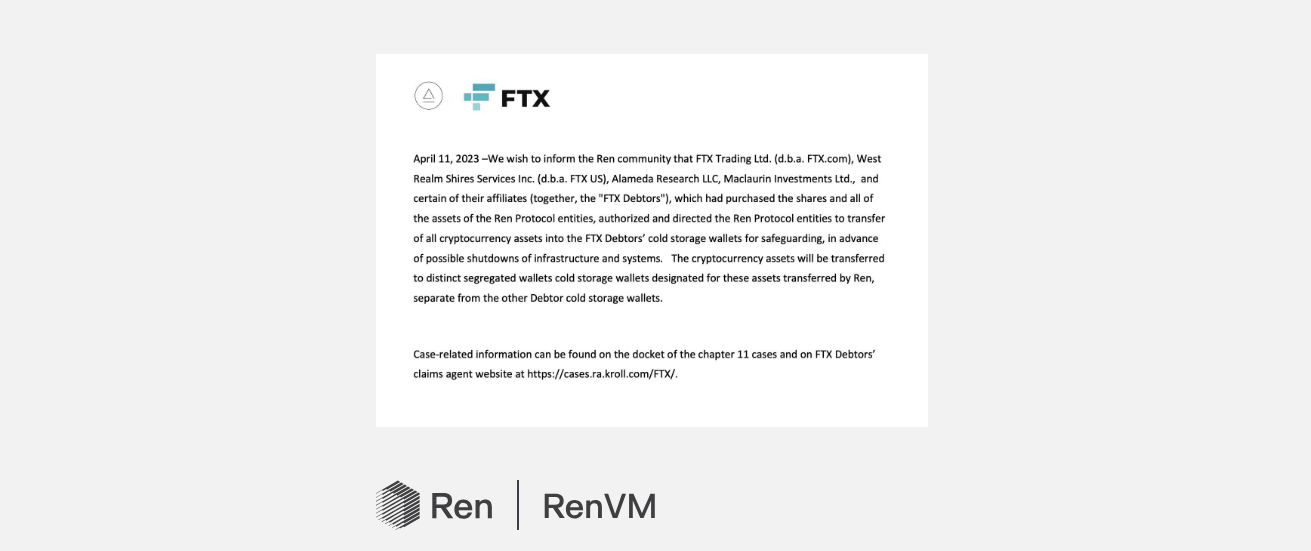 FTX
April 11, 2023 –We wish to inform the Ren community that FTX Trading Ltd. (d.b.a. FTX.com), West
Realm Shires Services Inc. (d.b.a. FTX US), Alameda Research LLC, Maclaurin Investments Ltd.,  and
certain of their affiliates (together, the "FTX Debtors"), which had purchased the shares and all of
the assets of the Ren Protocol entities, authorized and directed the Ren Protocol entities to transfer
of all cryptocurrency assets into the FTX Debtors’ cold storage wallets for safeguarding, in advance
of possible shutdowns of infrastructure and systems.   The cryptocurrency assets will be transferred
to distinct segregated wallets cold storage wallets designated for these assets transferred by Ren,
separate from the other Debtor cold storage wallets.
Case-related information can be found on the docket of the chapter 11 cases and on FTX Debtors’
claims agent website at https://cases.ra.kroll.com/FTX/.
Ren | RenVM